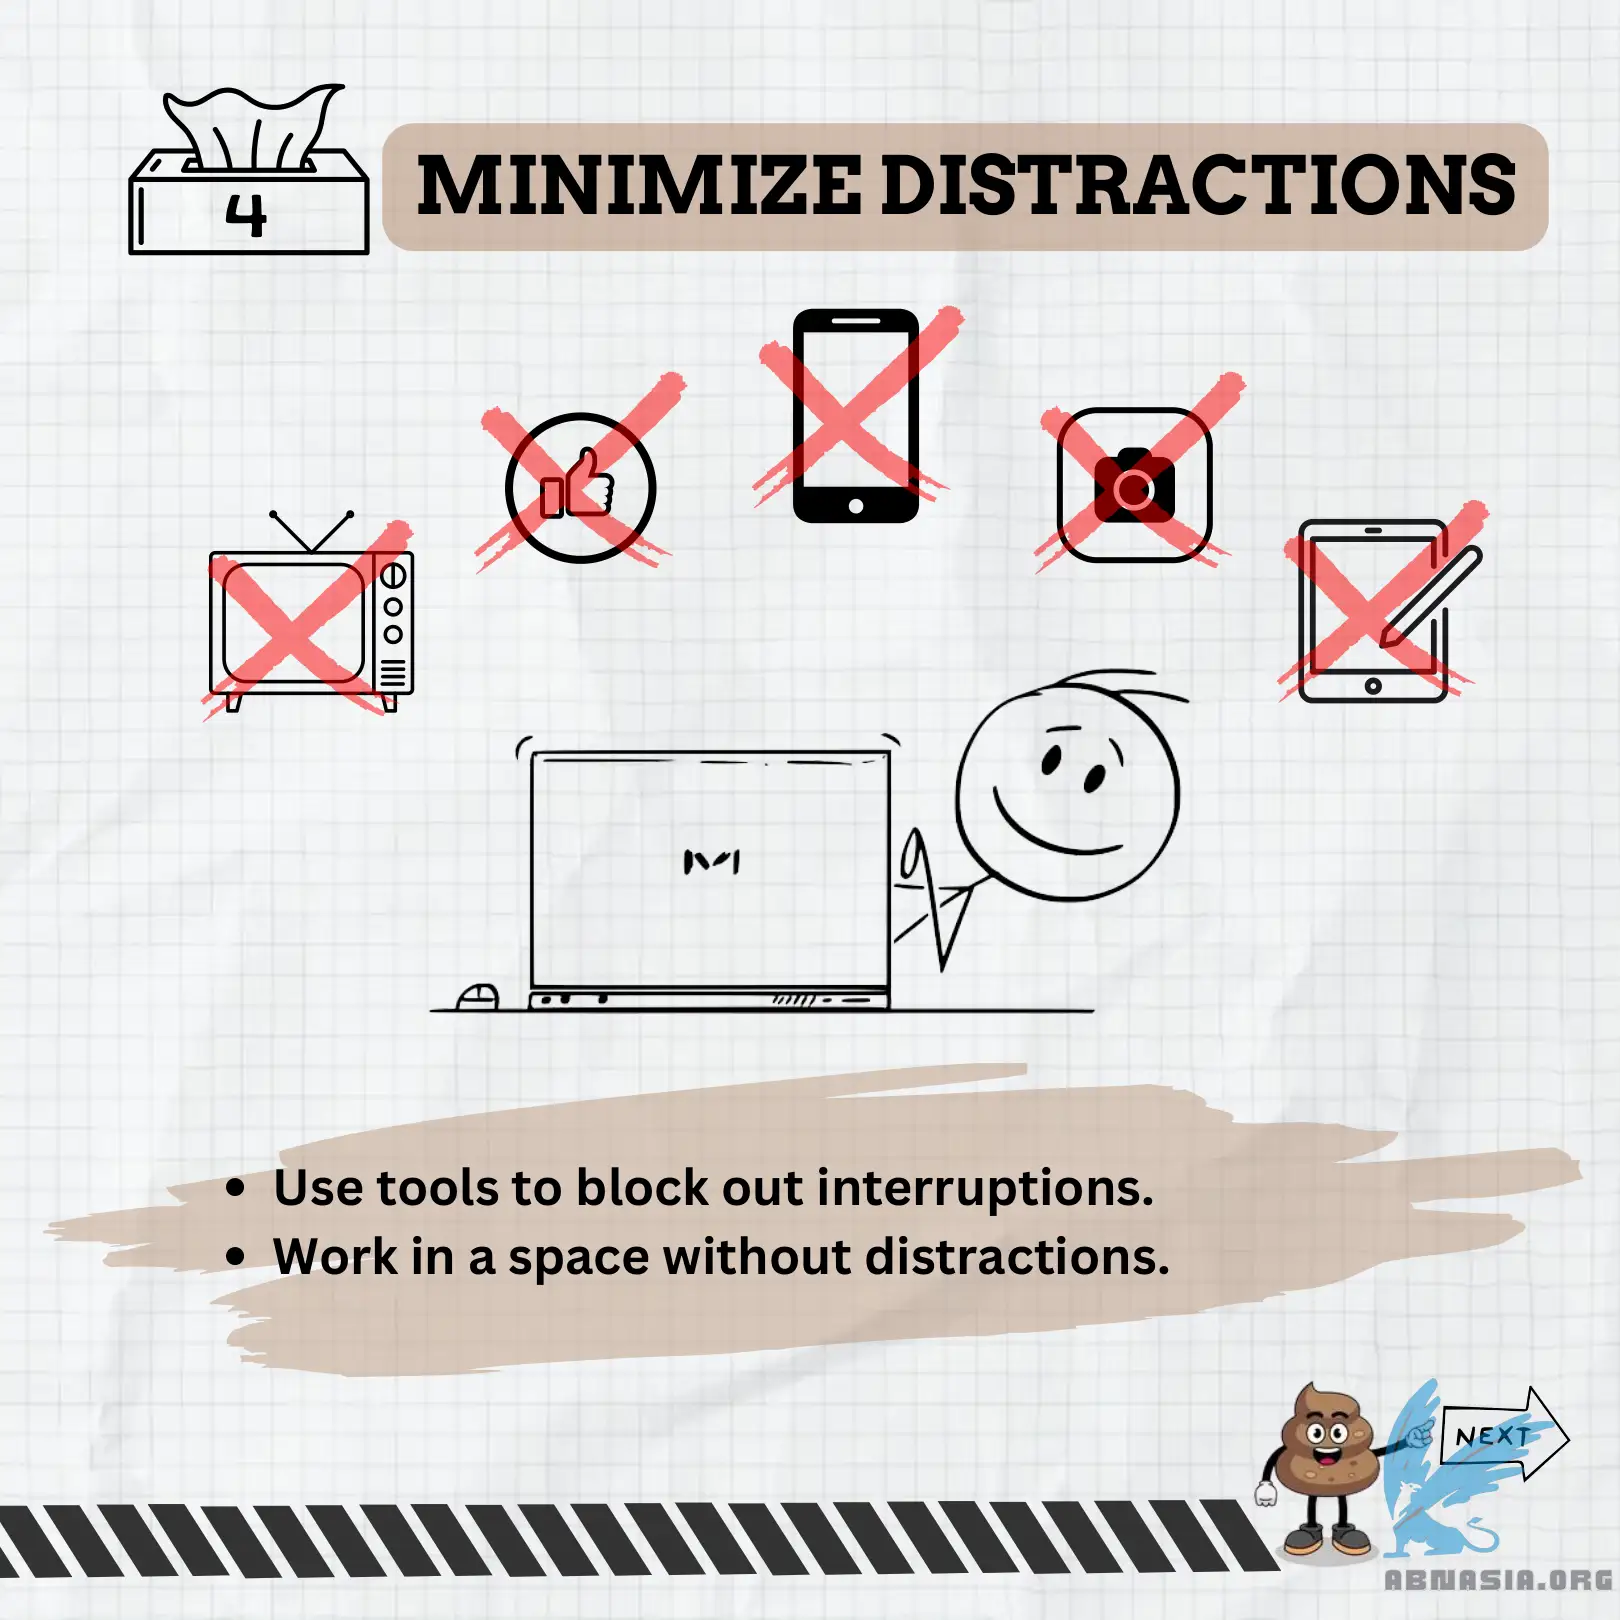 4
MINIMIZE DISTRACTIONS
• Use tools to block out interruptions.
• Work in a space without distractions.
NEXT
ABNASIA.ORG